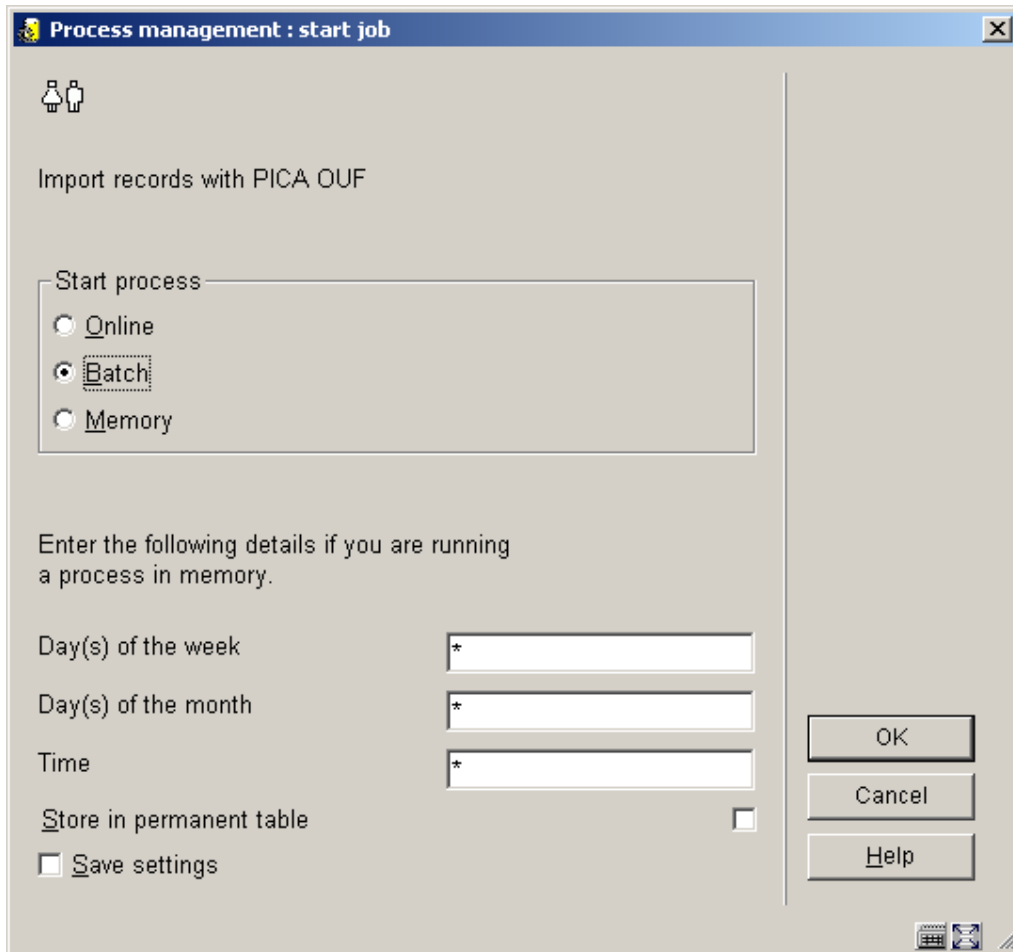 Process management : start job
Import records with PICA OUF
Start process
Online
Batch
Memory
Enter the following details if you are running
a process in memory.
Day(s) of the week *
Day(s) of the month *
Time *
Store in permanent table
Save settings
OK
Cancel
Help